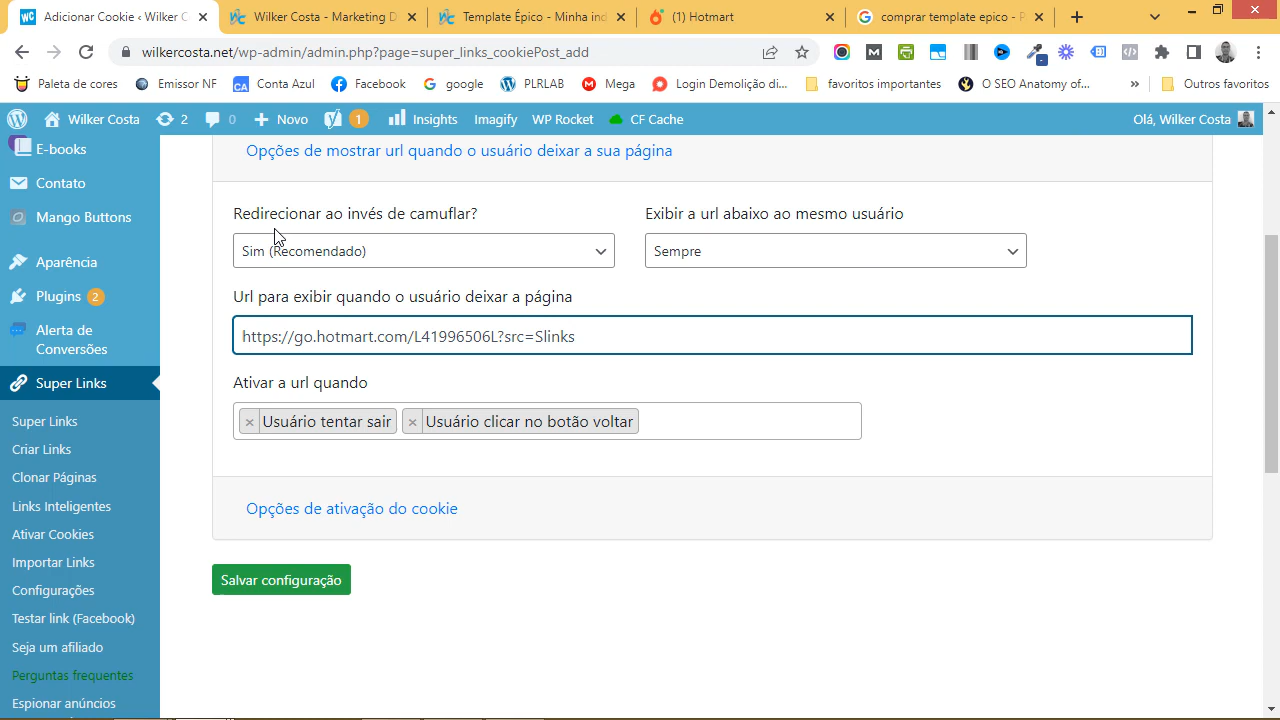 Adicionar Cookie ‹ Wilker C
Wilker Costa - Marketing D
Template Épico - Minha ind
(1) Hotmart
comprar template epico - P
wilkercosta.net/wp-admin/admin.php?page=super_links_cookiePost_add
Paleta de cores
Emissor NF
CA
Conta Azul
Facebook
google
PLRLAB
Mega
Login Demolição di...
favoritos importantes
O SEO Anatomy of...
»
Outros favoritos
Wilker Costa
2
0
Novo
1
Insights
Imagify
WP Rocket
CF Cache
Olá, Wilker Costa
E-books
Contato
Mango Buttons
Aparência
Plugins 2
Alerta de
Conversões
Super Links
Super Links
Criar Links
Clonar Páginas
Links Inteligentes
Ativar Cookies
Importar Links
Configurações
Testar link (Facebook)
Seja um afiliado
Perguntas frequentes
Espionar anúncios
Opções de mostrar url quando o usuário deixar a sua página
Redirecionar ao invés de camuflar?
Exibir a url abaixo ao mesmo usuário
Sim (Recomendado)
Sempre
Url para exibir quando o usuário deixar a página
https://go.hotmart.com/L41996506L?src=Slinks
Ativar a url quando
× Usuário tentar sair
× Usuário clicar no botão voltar
Opções de ativação do cookie
Salvar configuração